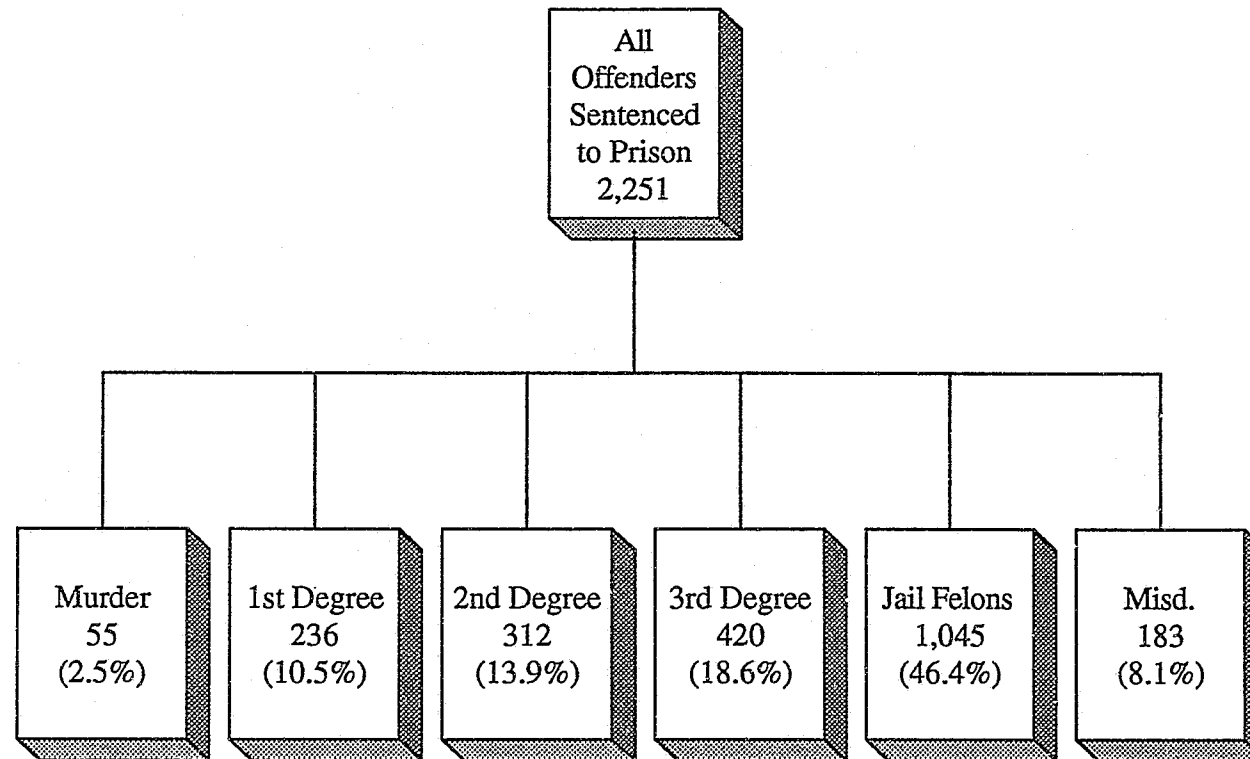 All
Offenders
Sentenced
to Prison
2,251
Murder
55
(2.5%)
1st Degree
236
(10.5%)
2nd Degree
312
(13.9%)
3rd Degree
420
(18.6%)
Jail Felons
1,045
(46.4%)
Misd.
183
(8.1%)